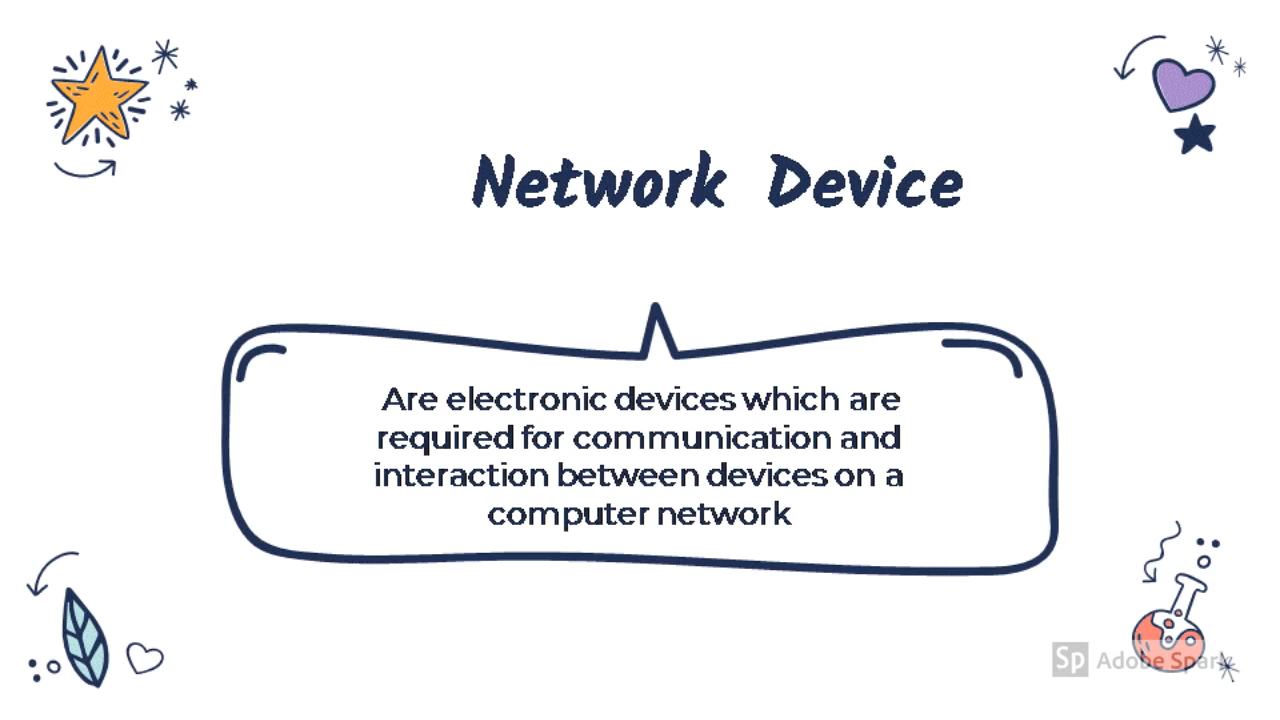 Network Device
Are electronic devices which are
required for communication and
interaction between devices on a
computer network
Sp Adobe Spark